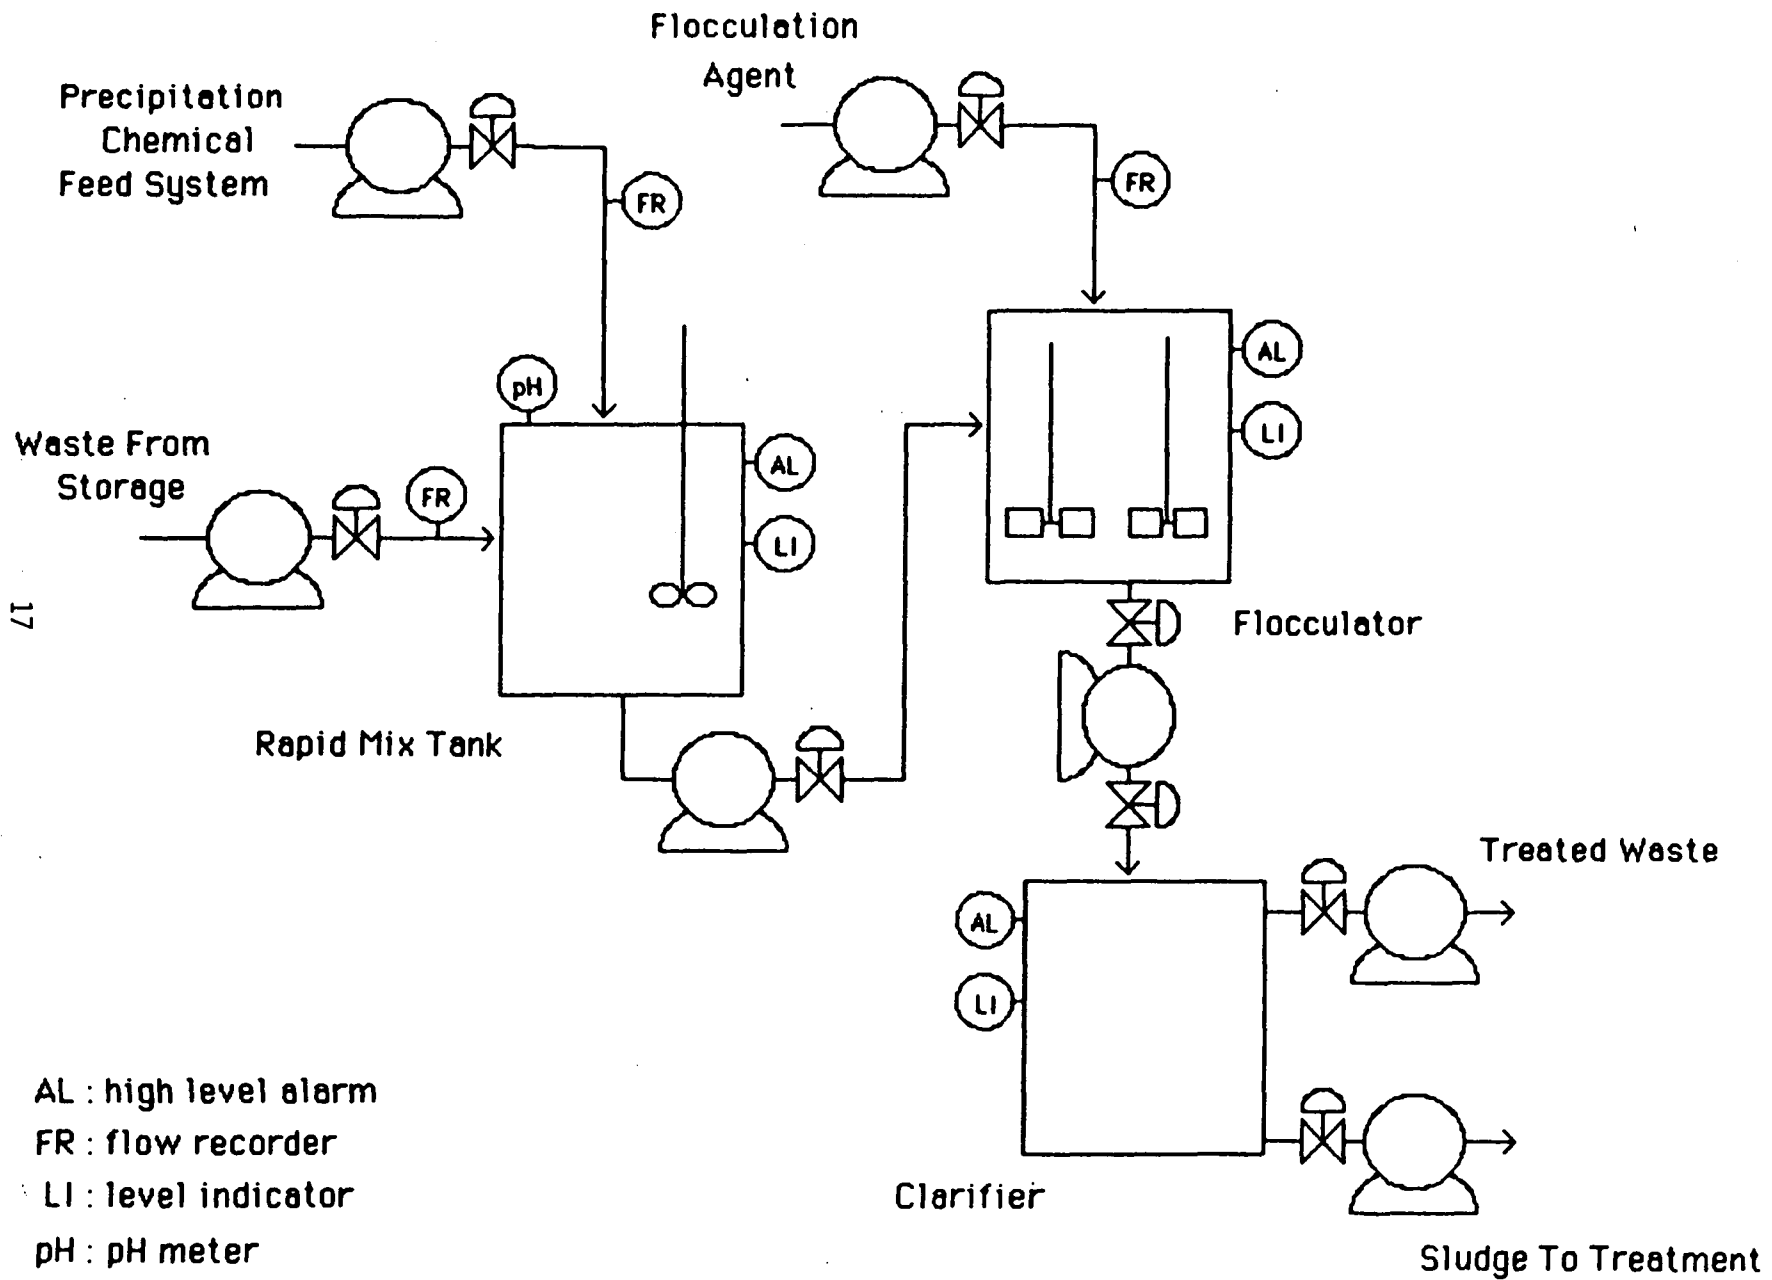 Flocculation
Agent
Precipitation
Chemical
Feed System
FR
FR
pH
AL
LI
Waste From
Storage
FR
AL
LI
17
Flocculator
Rapid Mix Tank
Treated Waste
AL
LI
AL : high level alarm
FR : flow recorder
LI : level indicator
pH : pH meter
Clarifier
Sludge To Treatment